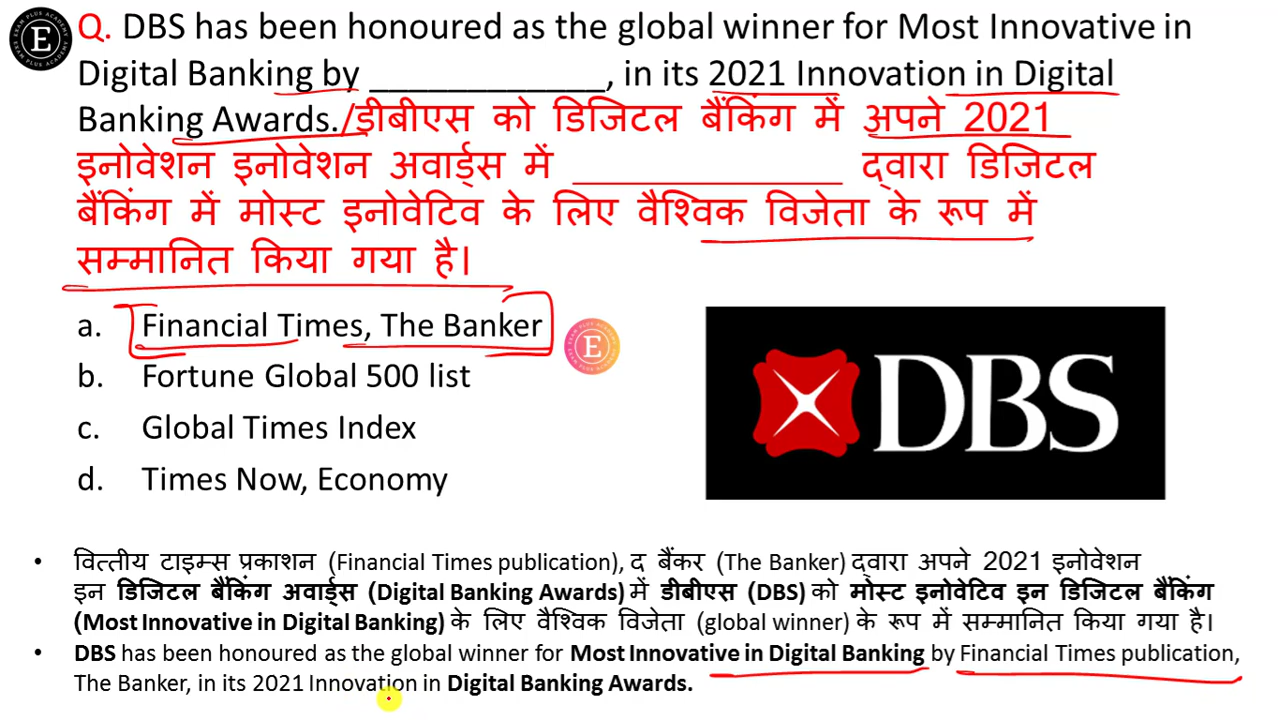 Q. DBS has been honoured as the global winner for Most Innovative in
Digital Banking by _____________, in its 2021 Innovation in Digital
Banking Awards./डीबीएस को डिजिटल बैंकिंग में अपने 2021
इनोवेशन इनोवेशन अवार्ड्स में _______________ द्वारा डिजिटल
बैंकिंग में मोस्ट इनोवेटिव के लिए वैश्विक विजेता के रूप में
सम्मानित किया गया है।
a. Financial Times, The Banker
b. Fortune Global 500 list
c. Global Times Index
d. Times Now, Economy
E
EXAM PLUS ACADEMY
E
DBS
• वित्तीय टाइम्स प्रकाशन (Financial Times publication), द बैंकर (The Banker) द्वारा अपने 2021 इनोवेशन
इन डिजिटल बैंकिंग अवार्ड्स (Digital Banking Awards) में डीबीएस (DBS) को मोस्ट इनोवेटिव इन डिजिटल बैंकिंग
(Most Innovative in Digital Banking) के लिए वैश्विक विजेता (global winner) के रूप में सम्मानित किया गया है।
• DBS has been honoured as the global winner for Most Innovative in Digital Banking by Financial Times publication,
The Banker, in its 2021 Innovation in Digital Banking Awards.